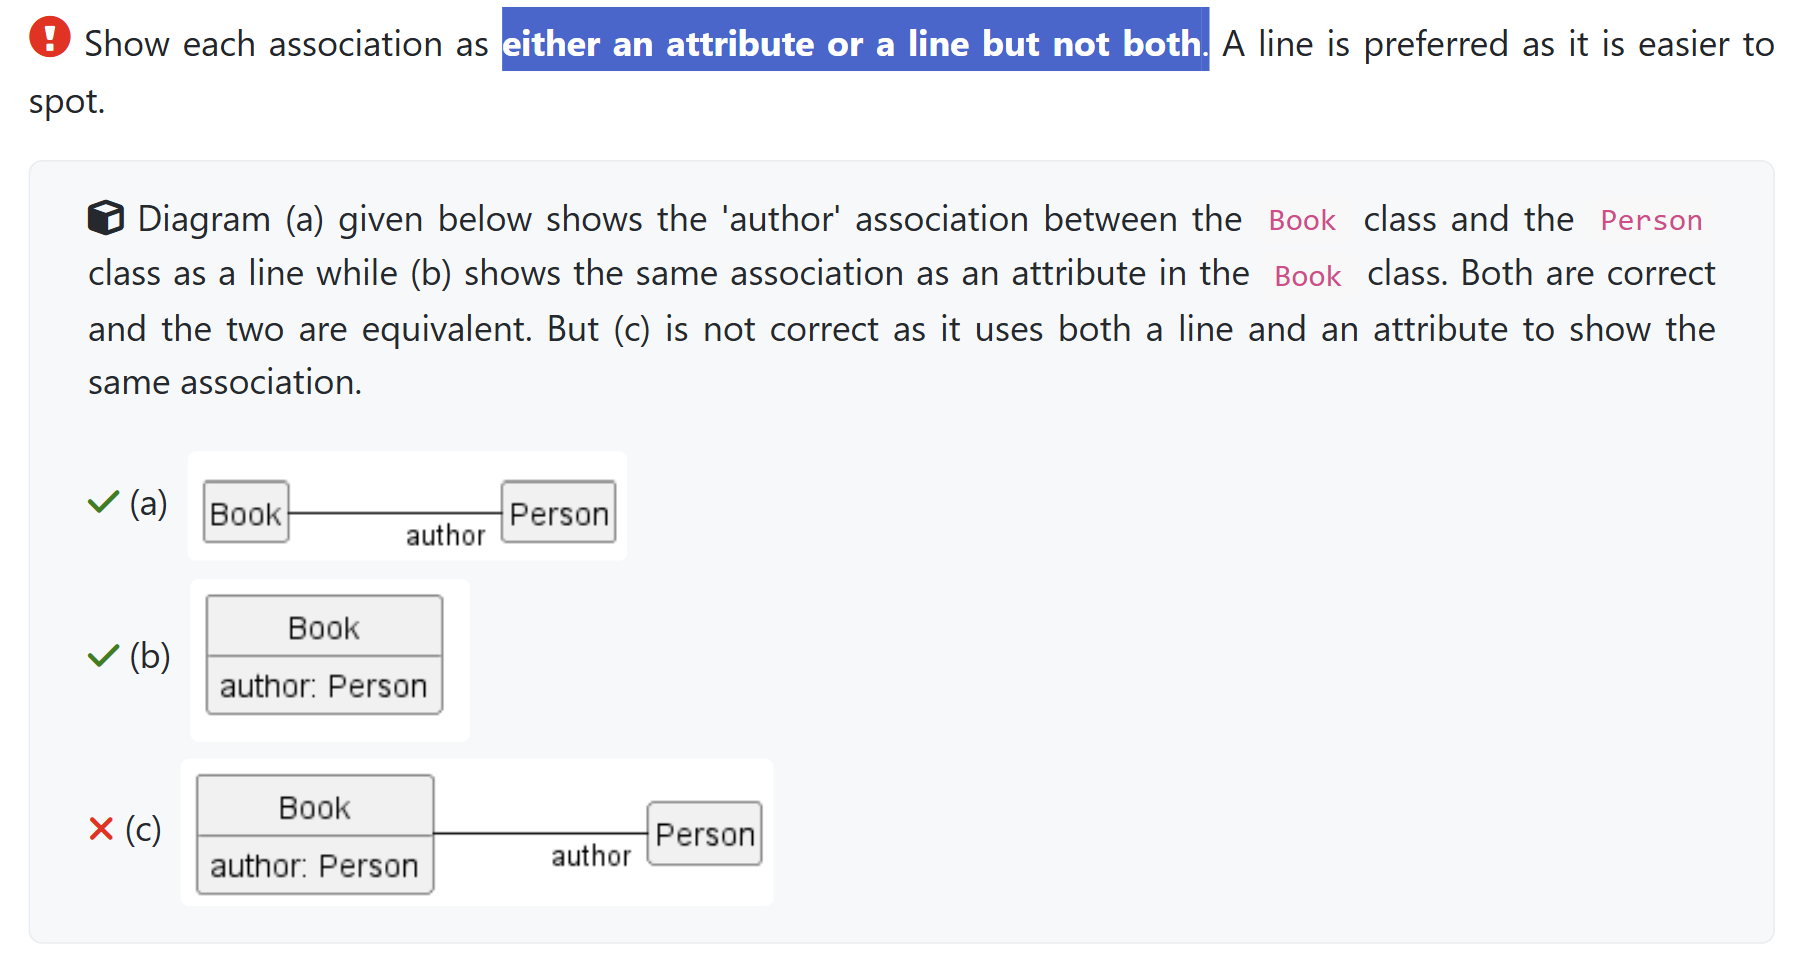 Show each association as either an attribute or a line but not both. A line is preferred as it is easier to
spot.
Diagram (a) given below shows the 'author' association between the Book class and the Person
class as a line while (b) shows the same association as an attribute in the Book class. Both are correct
and the two are equivalent. But (c) is not correct as it uses both a line and an attribute to show the
same association.
(a) Book author Person
(b) Book
author: Person
(c) Book
author: Person author Person